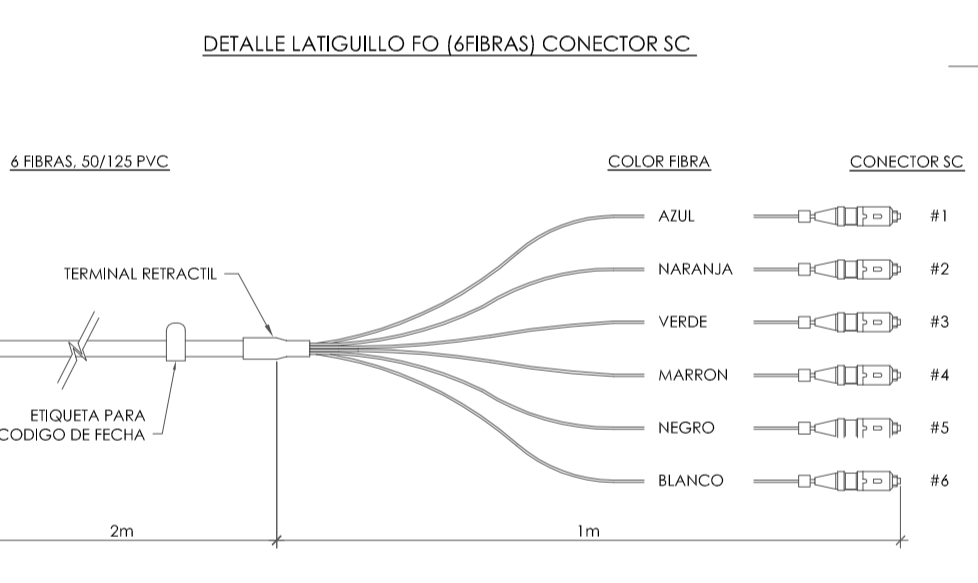 DETALLE LATIGUILLO FO (6FIBRAS) CONECTOR SC
6 FIBRAS, 50/125 PVC
COLOR FIBRA
CONECTOR SC
AZUL
#1
TERMINAL RETRACTIL
NARANJA
#2
VERDE
#3
MARRON
#4
ETIQUETA PARA
CODIGO DE FECHA
NEGRO
#5
BLANCO
#6
2m
1m